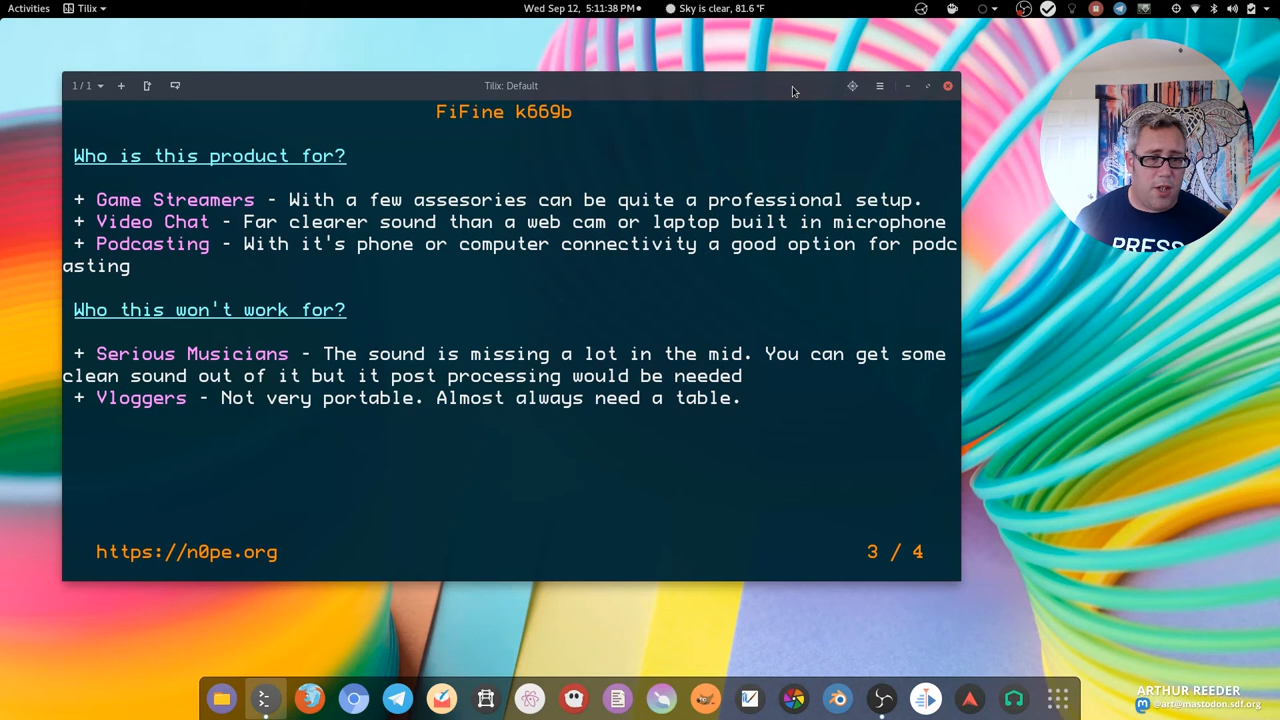 Activities Tilix Wed Sep 12, 5:11:38 PM Sky is clear, 81.6 °F
1 / 1 Tilix: Default
FiFine k669b
Who is this product for?
+ Game Streamers - With a few assesories can be quite a professional setup.
+ Video Chat - Far clearer sound than a web cam or laptop built in microphone
+ Podcasting - With it's phone or computer connectivity a good option for podc
asting
Who this won't work for?
+ Serious Musicians - The sound is missing a lot in the mid. You can get some
clean sound out of it but it post processing would be needed
+ Vloggers - Not very portable. Almost always need a table.
https://n0pe.org 3 / 4
PRESS
ARTHUR REEDER
@art@mastodon.sdf.org